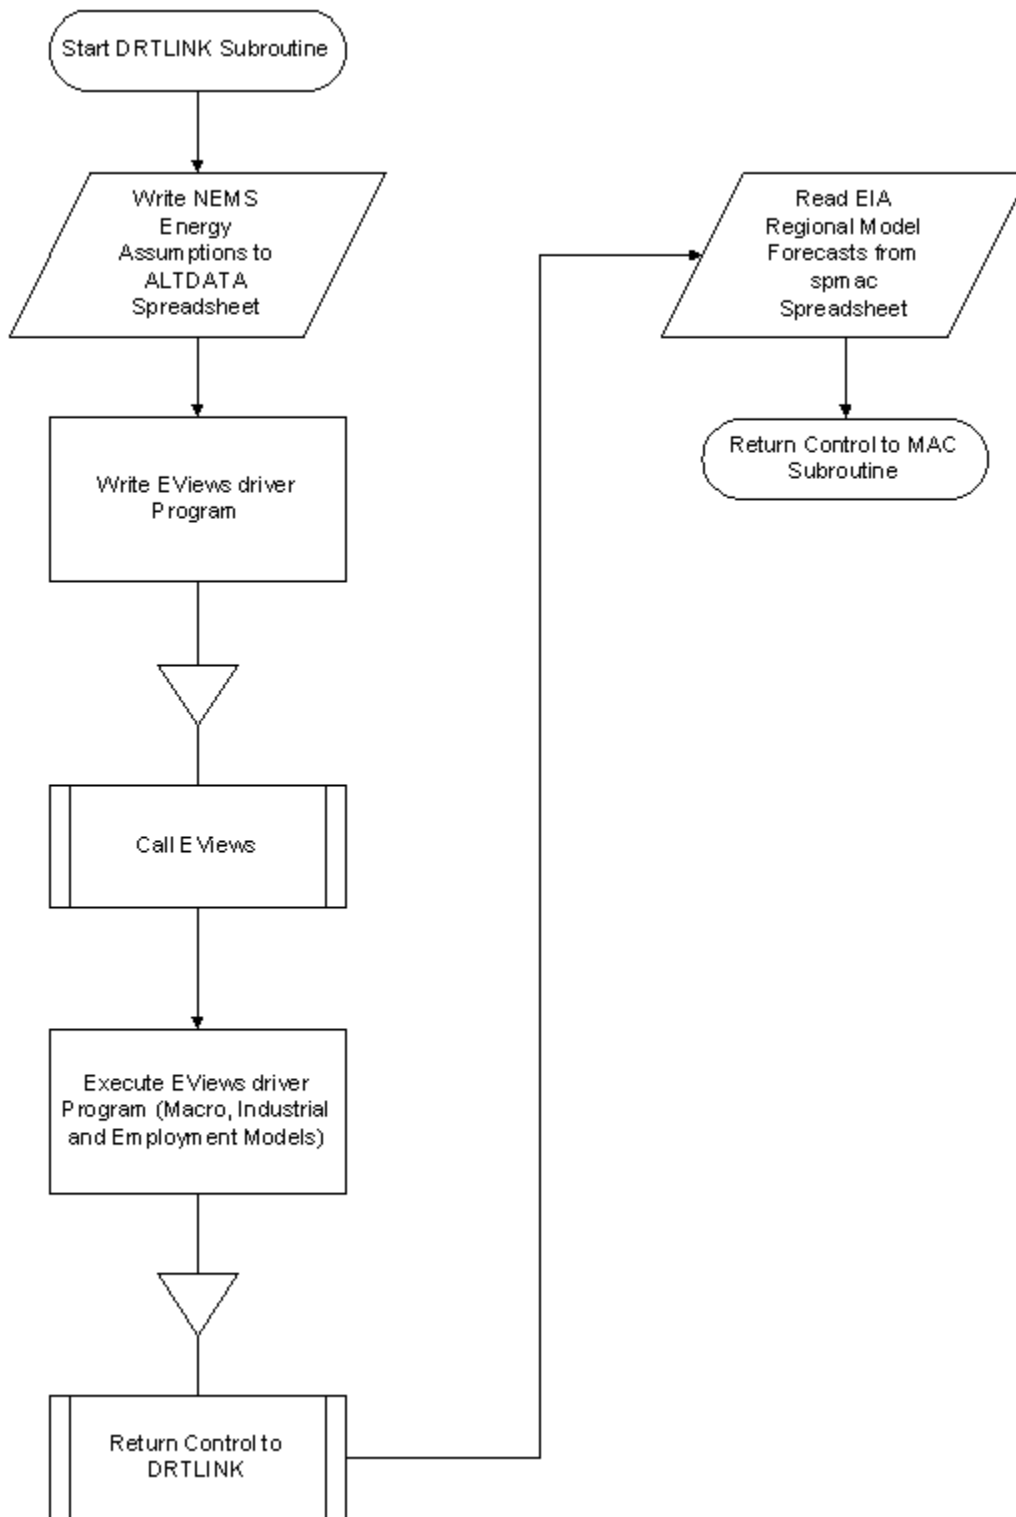 Start DRTLINK Subroutine
Write NEMS
Energy
Assumptions to
ALTDATA
Spreadsheet
Write EViews driver
Program
Call EViews
Execute EViews driver
Program (Macro, Industrial
and Employment Models)
Return Control to
DRTLINK
Read EIA
Regional Model
Forecasts from
spmac
Spreadsheet
Return Control to MAC
Subroutine